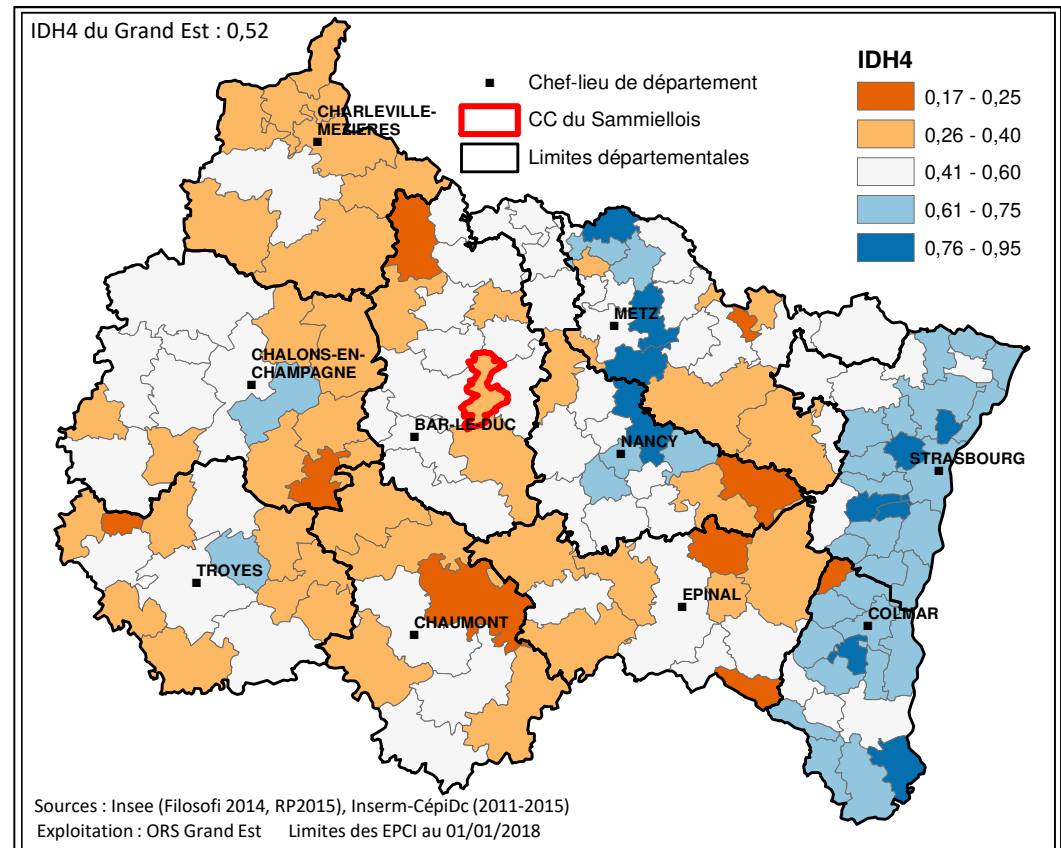 IDH4 du Grand Est : 0,52
IDH4
Chef-lieu de département
CC du Sammiellois
Limites départementales
0,17 - 0,25
0,26 - 0,40
0,41 - 0,60
0,61 - 0,75
0,76 - 0,95
CHARLEVILLE-
MEZIERES
METZ
CHALONS-EN-
CHAMPAGNE
BAR-LE-DUC
NANCY
STRASBOURG
TROYES
EPINAL
CHAUMONT
COLMAR
Sources : Insee (Filosofi 2014, RP2015), Inserm-CépiDc (2011-2015)
Exploitation : ORS Grand Est Limites des EPCI au 01/01/2018